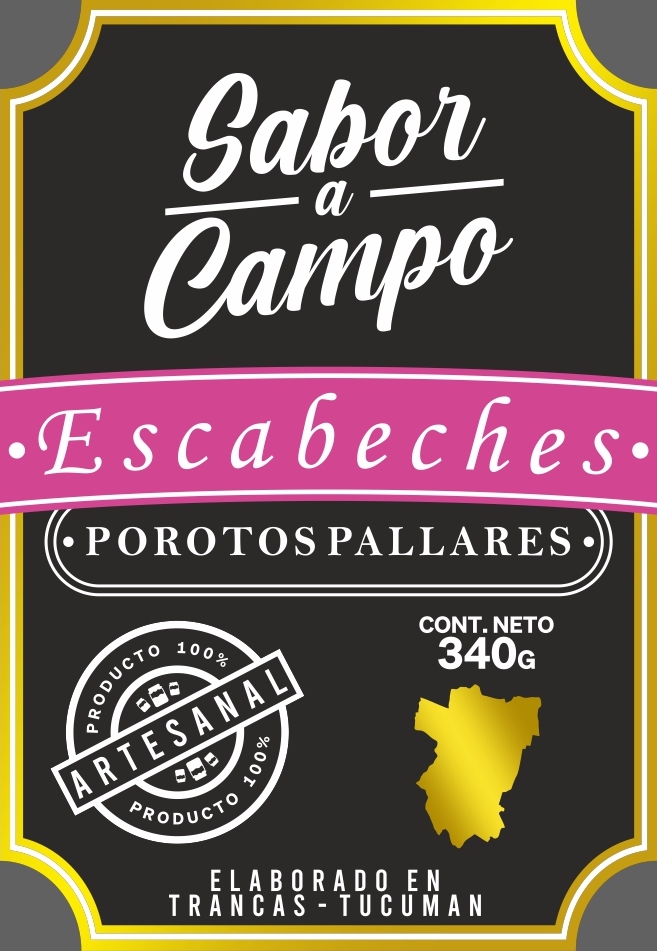 Sabor
a
Campo
• Escabeches •
• POROTOS PALLARES •
CONT. NETO
340G
PRODUCTO 100%
ARTESANAL
PRODUCTO 100%
ELABORADO EN
TRANCAS - TUCUMAN